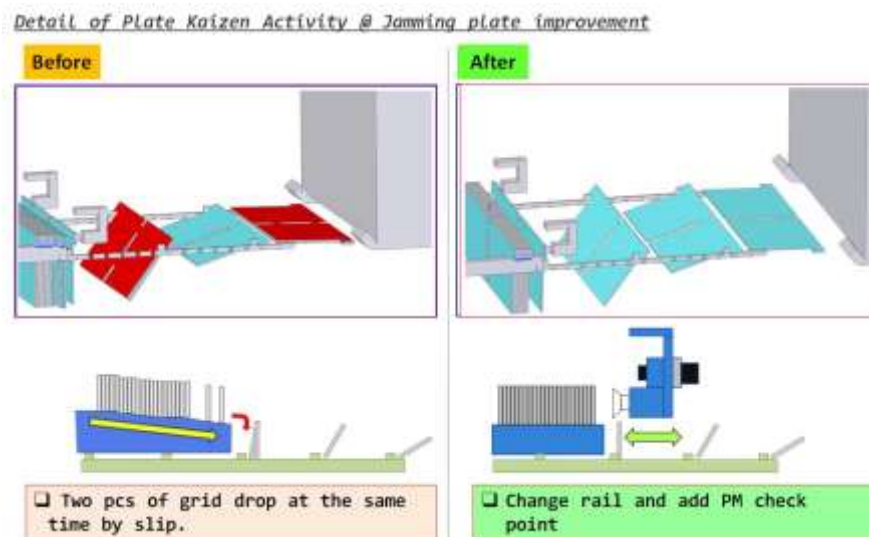 Detail of Plate Kaizen Activity @ Jamming plate improvement
Before
After
❑ Two pcs of grid drop at the same
time by slip.
❑ Change rail and add PM check
point